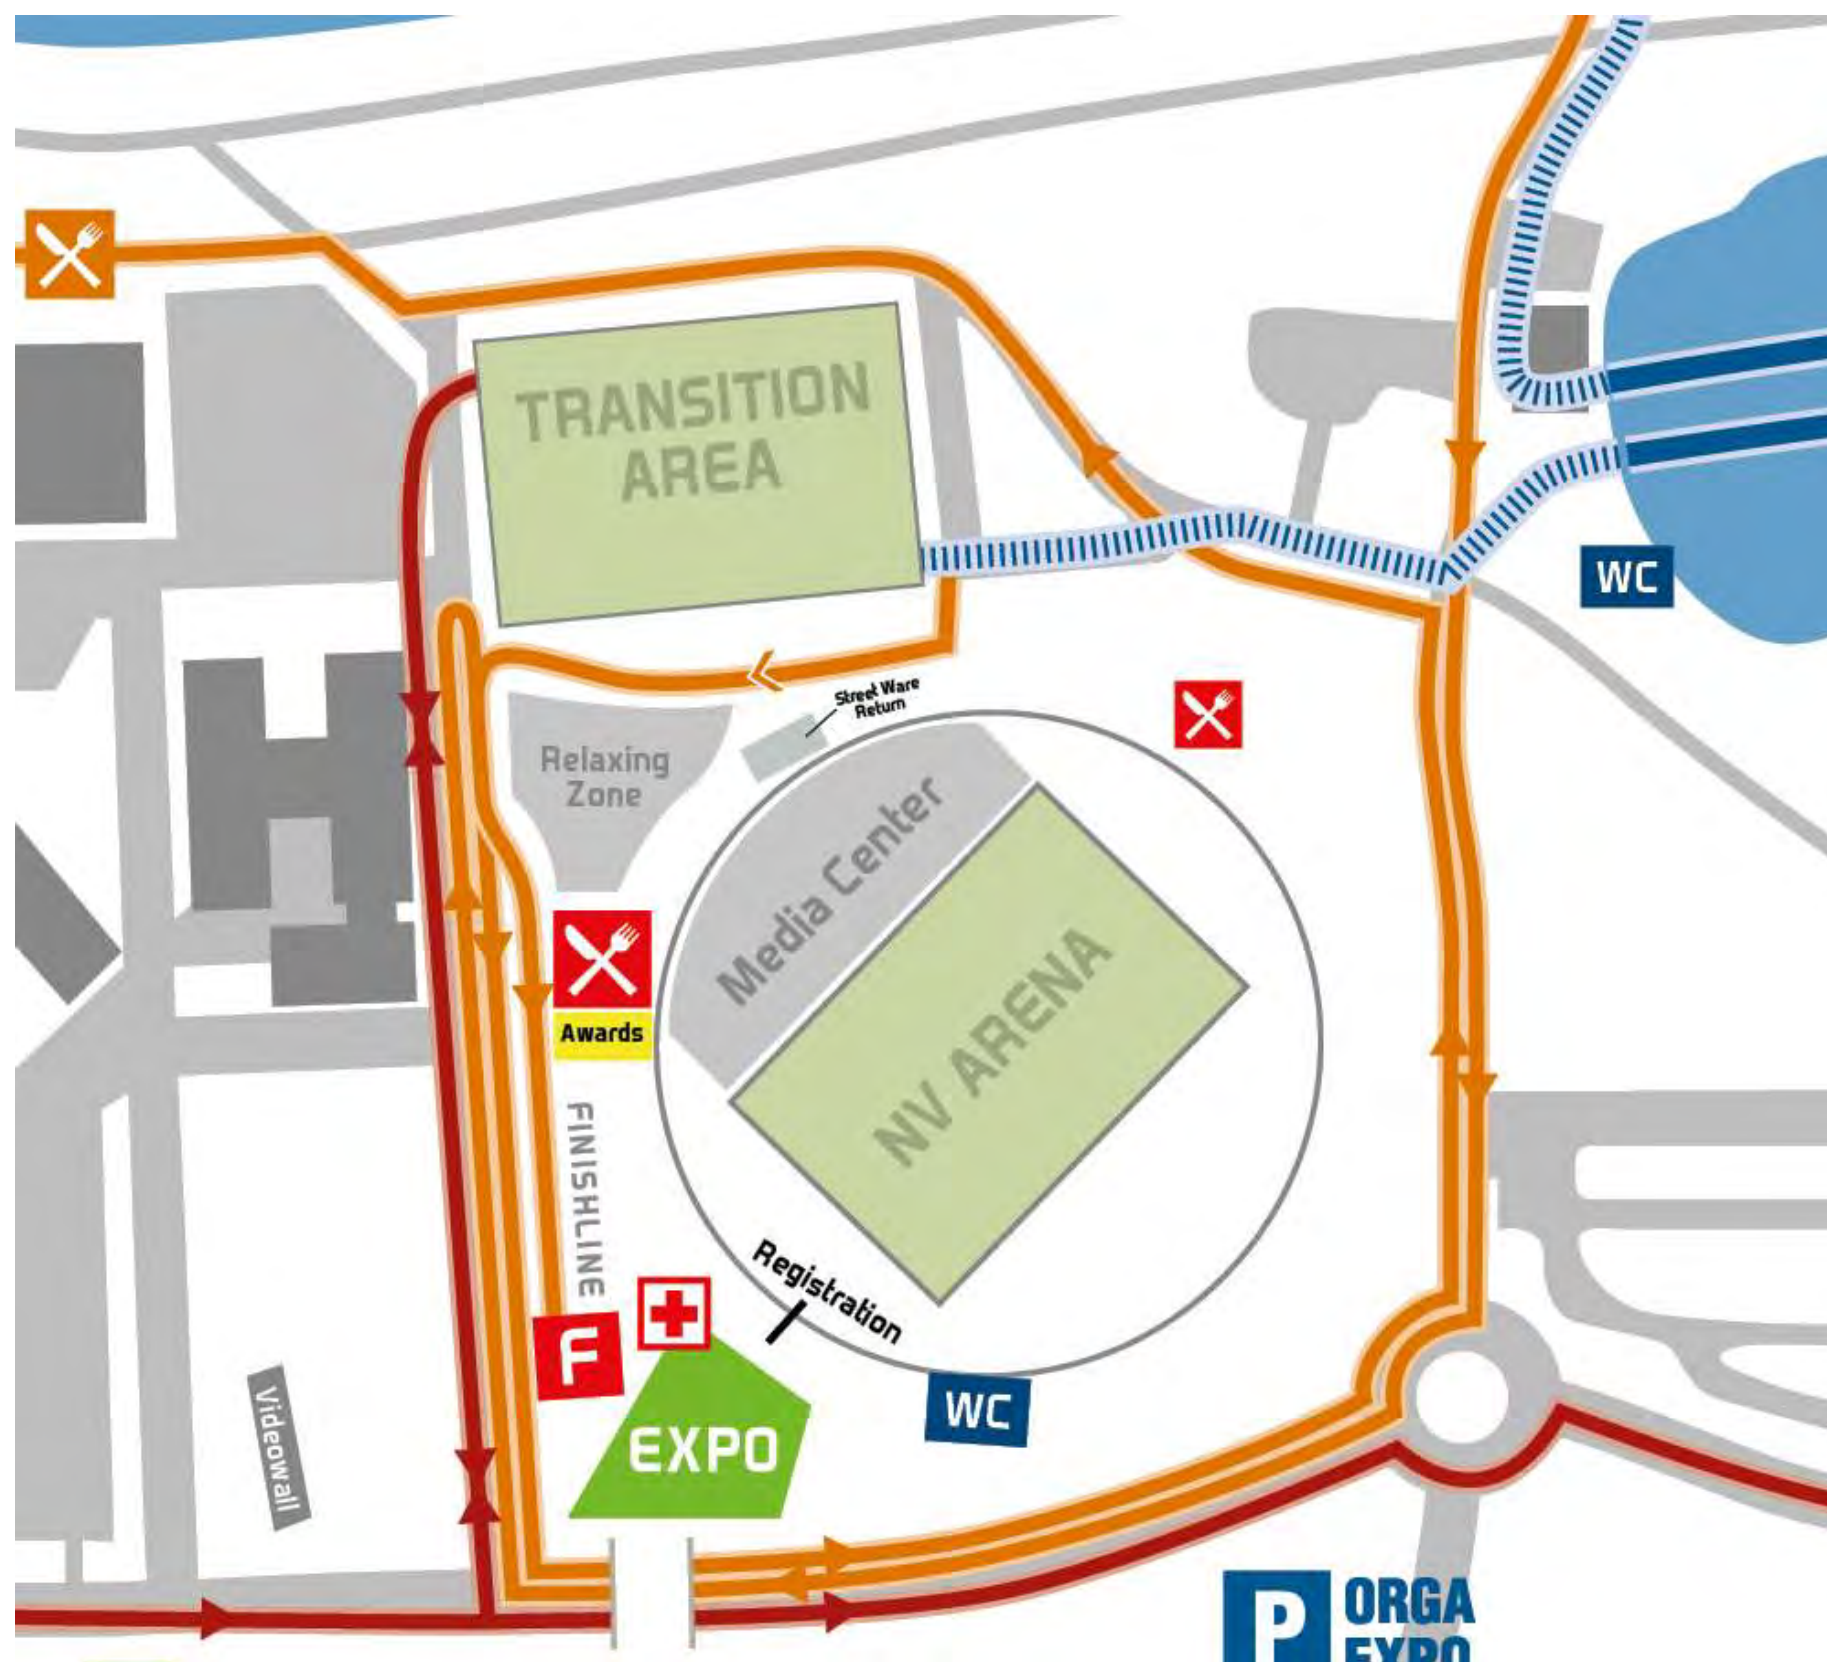 TRANSITION
AREA
WC
Street Ware
Return
Relaxing
Zone
Media Center
NV ARENA
Awards
FINISHLINE
Registration
F
EXPO
WC
Videowall
P
ORGA
EXPO